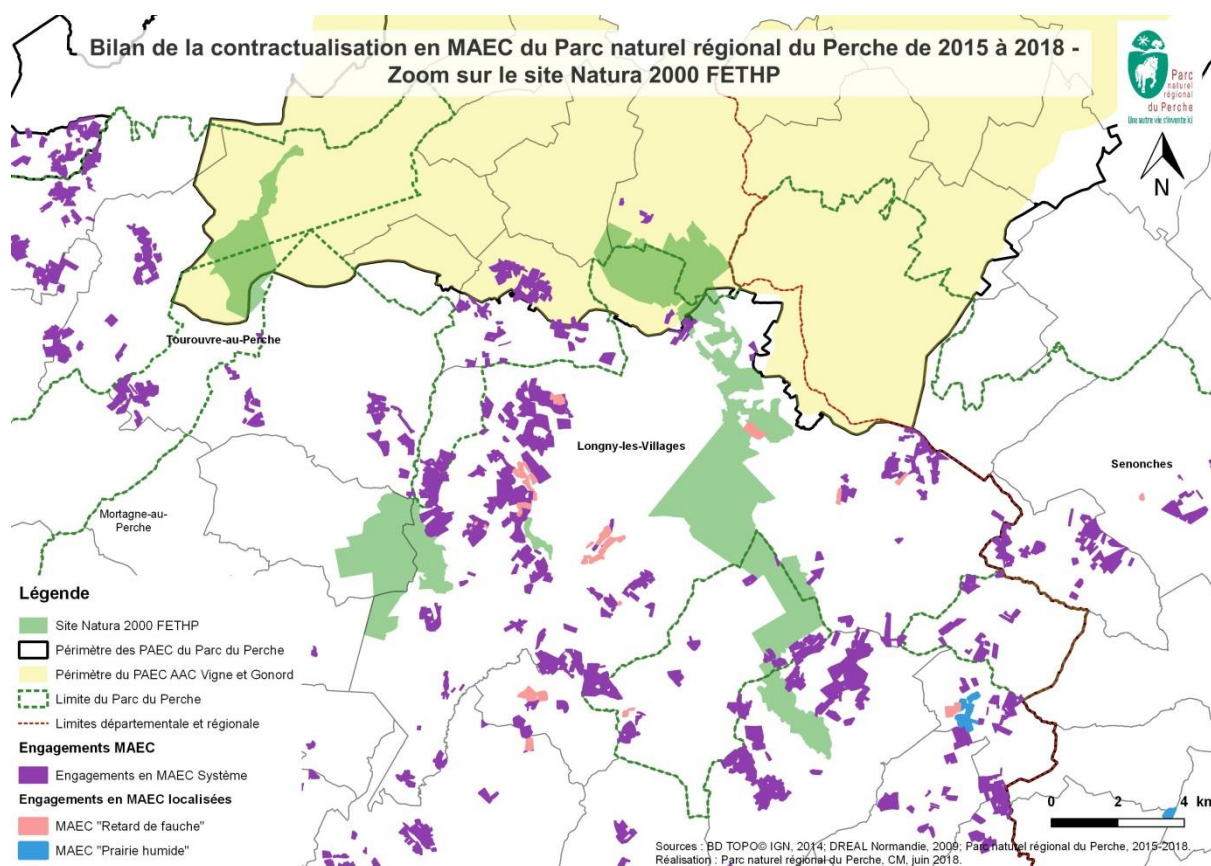 Bilan de la contractualisation en MAEC du Parc naturel régional du Perche de 2015 à 2018 -
Zoom sur le site Natura 2000 FETHP
Parc
naturel
régional
du Perche
Une autre vie s'invente ici
N
Tourouvre-au-Perche
Longny-les-Villages
Senonches
Mortagne-au-
Perche
Légende
Site Natura 2000 FETHP
Périmètre des PAEC du Parc du Perche
Périmètre du PAEC AAC Vigne et Gonord
Limite du Parc du Perche
Limites départementale et régionale
Engagements MAEC
Engagements en MAEC Système
Engagements en MAEC localisées
MAEC "Retard de fauche"
MAEC "Prairie humide"
0 2 4 km
Sources : BD TOPO© IGN, 2014; DREAL Normandie, 2009; Parc naturel régional du Perche, 2015-2018.
Réalisation : Parc naturel régional du Perche, CM, juin 2018.